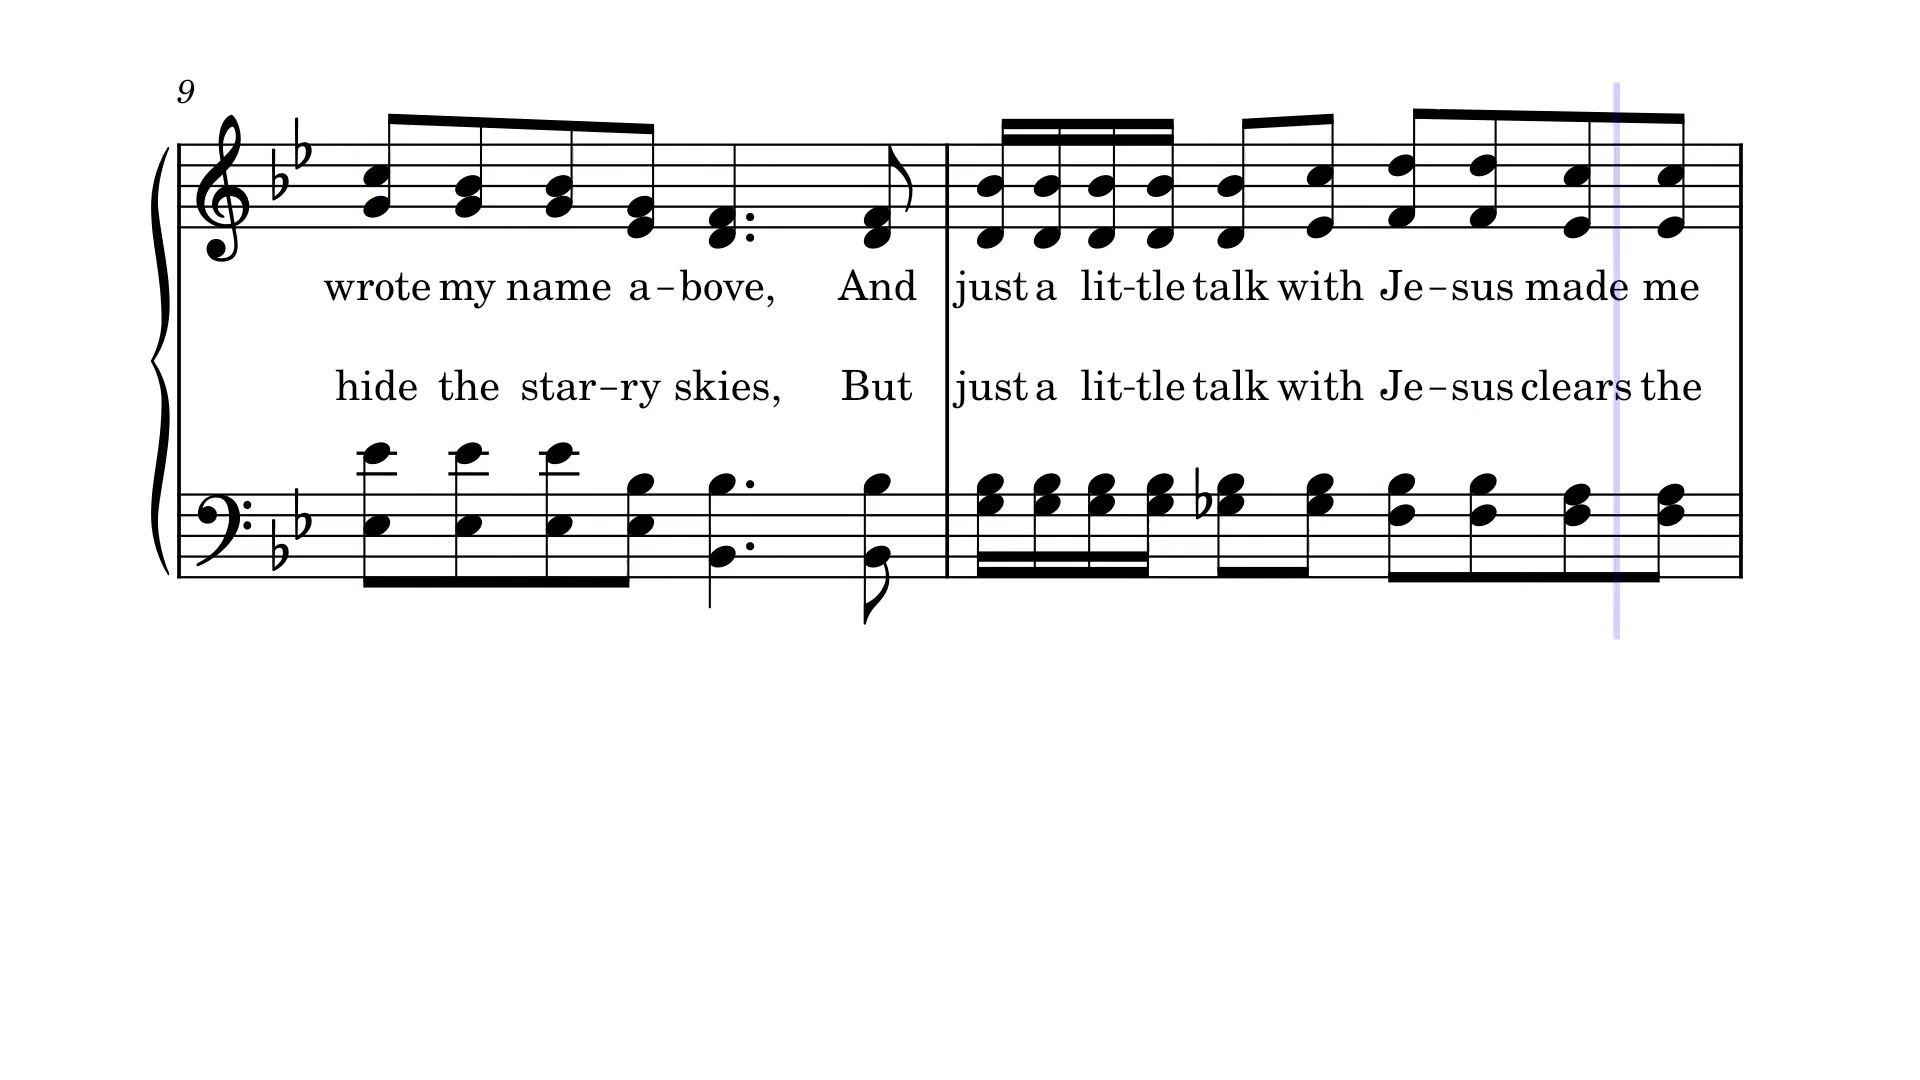 9
wrote my name a-bove, And just a lit-tle talk with Je-sus made me
hide the star-ry skies, But just a lit-tle talk with Je-sus clears the